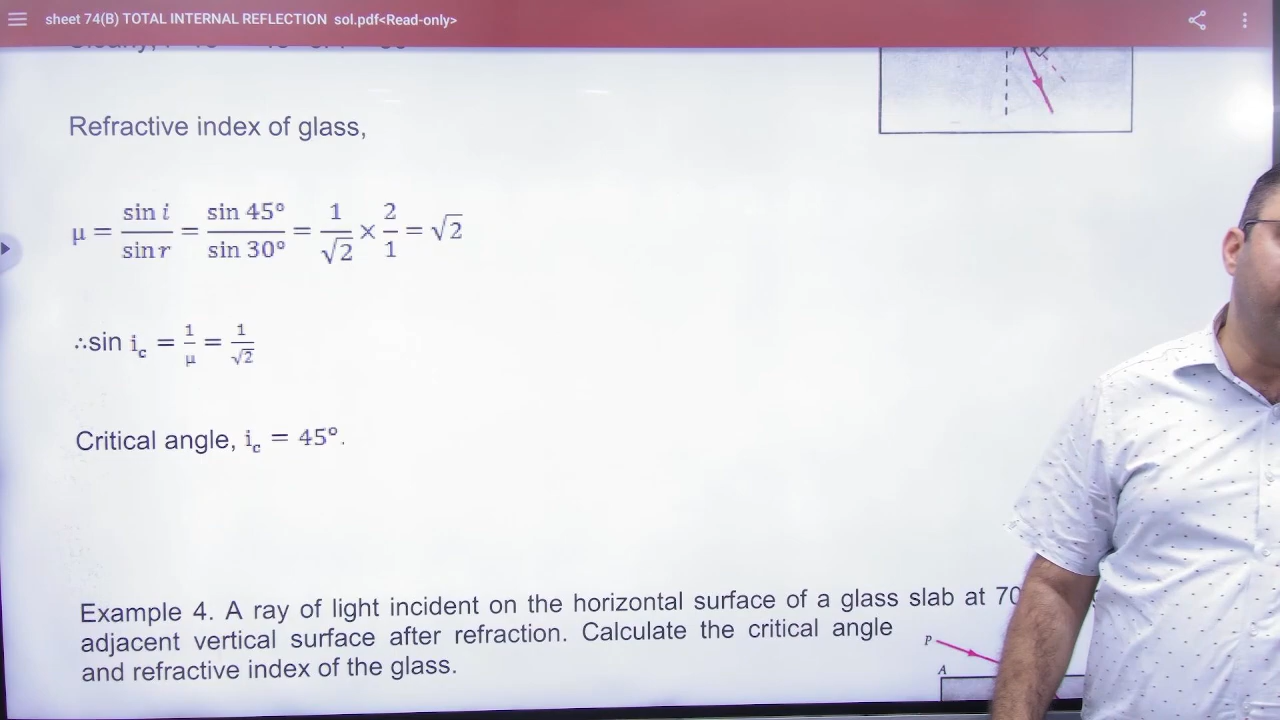 sheet 74(B) TOTAL INTERNAL REFLECTION sol.pdf<Read-only>
Refractive index of glass,
μ = sin i / sin r = sin 45° / sin 30° = 1/√2 × 2/1 = √2
∴sin i_c = 1/μ = 1/√2
Critical angle, i_c = 45°.
Example 4. A ray of light incident on the horizontal surface of a glass slab at 70
adjacent vertical surface after refraction. Calculate the critical angle
and refractive index of the glass.
P
A